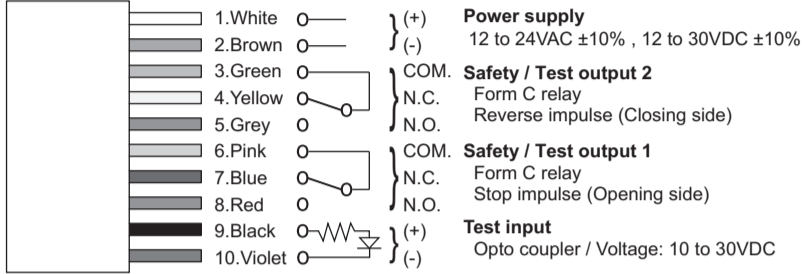 1.White (+) Power supply
2.Brown (-) 12 to 24VAC ±10% , 12 to 30VDC ±10%
3.Green COM. Safety / Test output 2
4.Yellow N.C. Form C relay
Reverse impulse (Closing side)
5.Grey N.O.
6.Pink COM. Safety / Test output 1
7.Blue N.C. Form C relay
Stop impulse (Opening side)
8.Red N.O.
9.Black (+) Test input
10.Violet (-) Opto coupler / Voltage: 10 to 30VDC